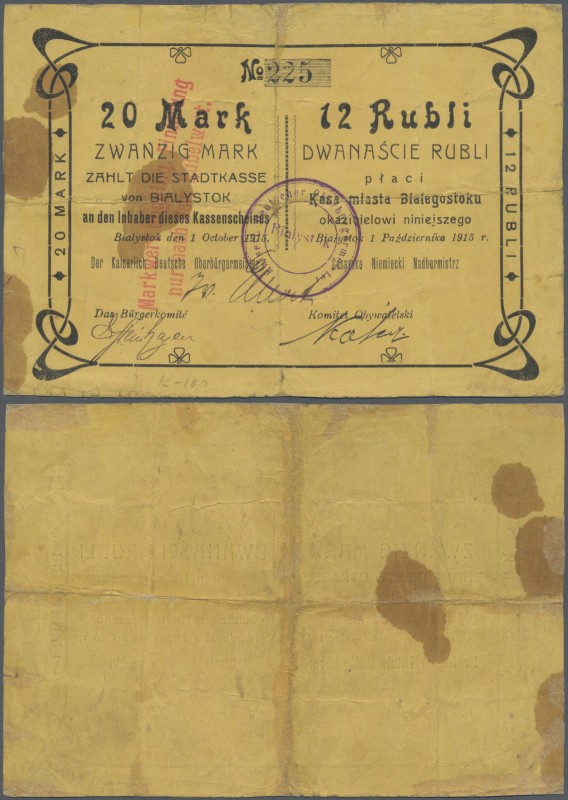 No 225
20 Mark
ZWANZIG MARK
ZAHLT DIE STADTKASSE
von BIALYSTOK
an den Inhaber dieses Kassenscheines
Bialystok den 1 October 1915.
Der Kaiserlich Deutsche Oberbürgermeister
Das Bürgerkomité
12 Rubli
DWANAŚCIE RUBLI
płaci
Kasa miasta Białegostoku
okazicielowi niniejszego
Białystok 1 Października 1915 r.
Cesarsko Niemiecki Nadburmistrz
Komitet Obywatelski
20 MARK
12 RUBLI
BIALYSTOK
K-100